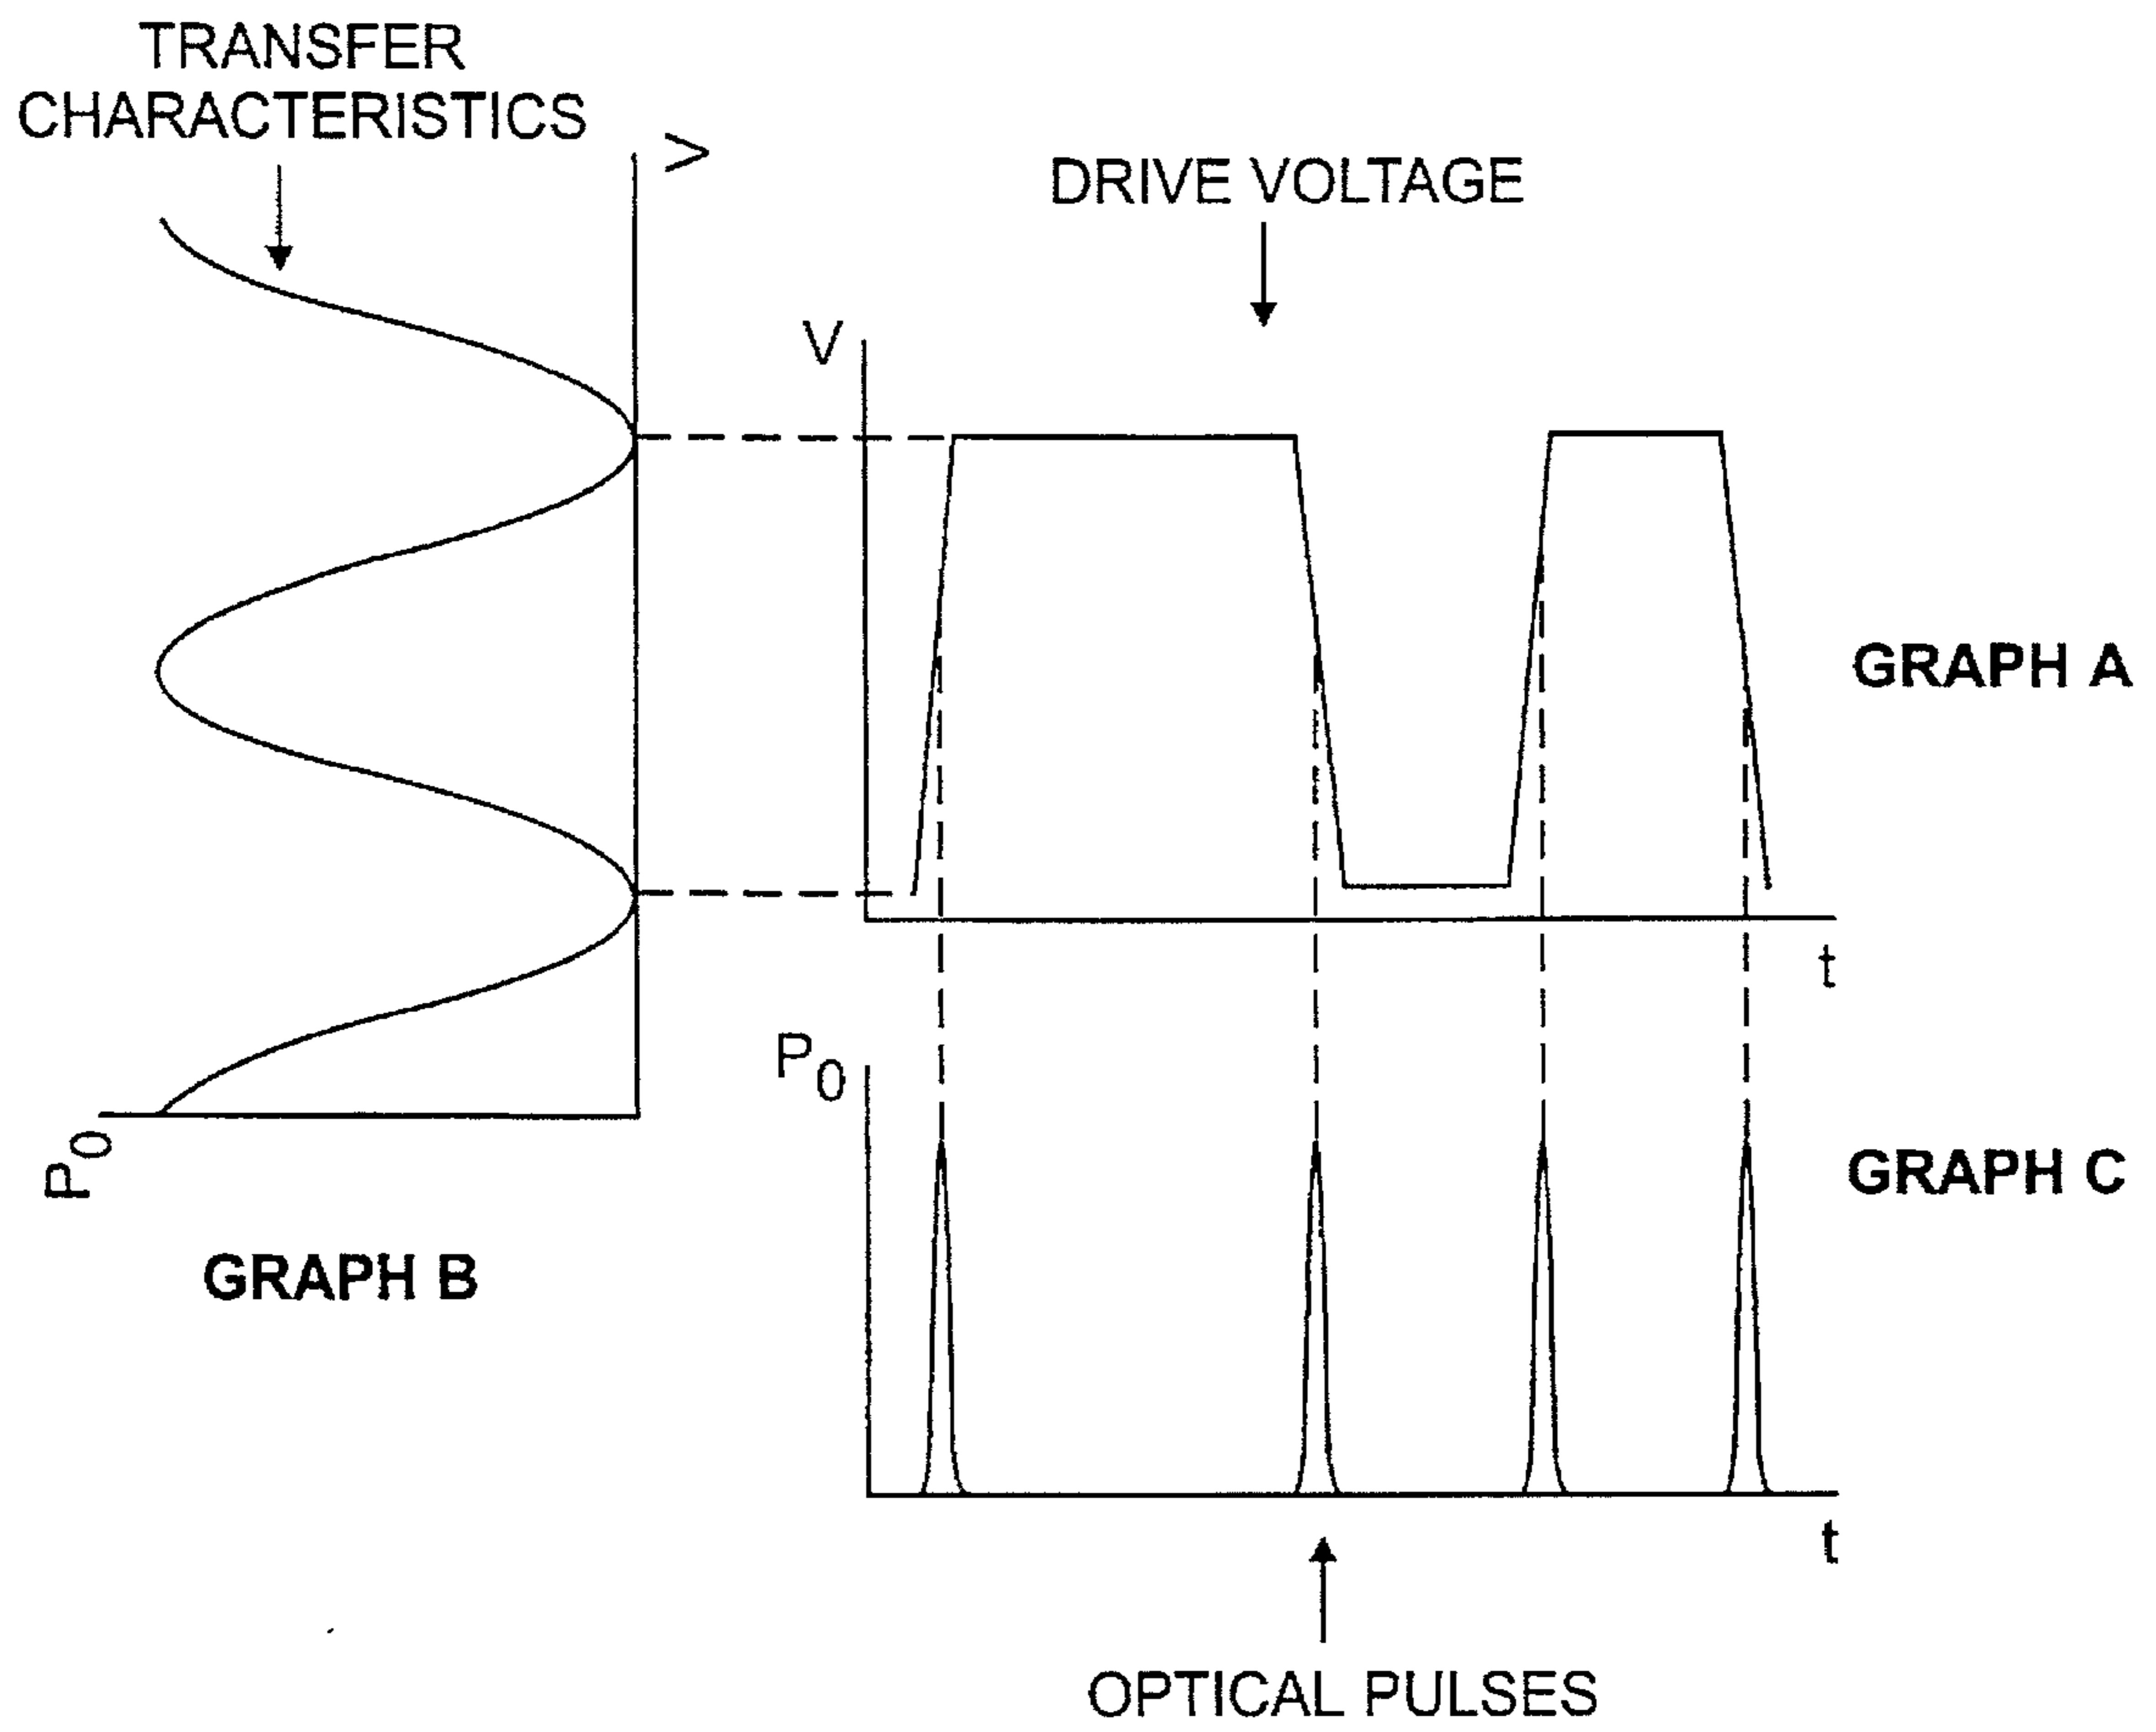 TRANSFER
CHARACTERISTICS
V
DRIVE VOLTAGE
V
GRAPH A
t
P0
P0
GRAPH C
GRAPH B
t
OPTICAL PULSES